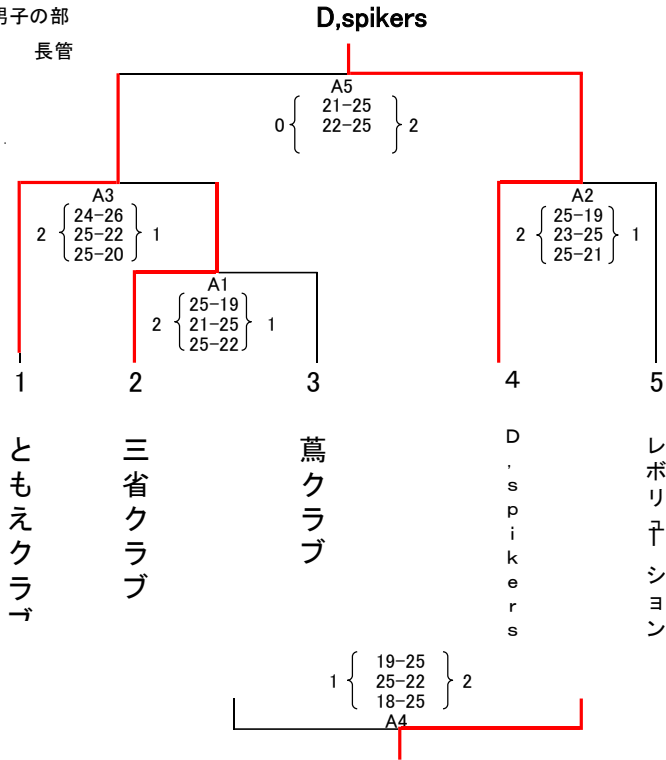 男子の部
D,spikers
長管
A5
0 21-25 2
22-25
A3
24-26
2 25-22 1
25-20
A2
25-19
2 23-25 1
25-21
A1
25-19
2 21-25 1
25-22
1 2 3 4 5
ともえクラブ
三省クラブ
蔦クラブ
D,spikers
レボリューション
19-25
1 25-22 2
18-25
A4